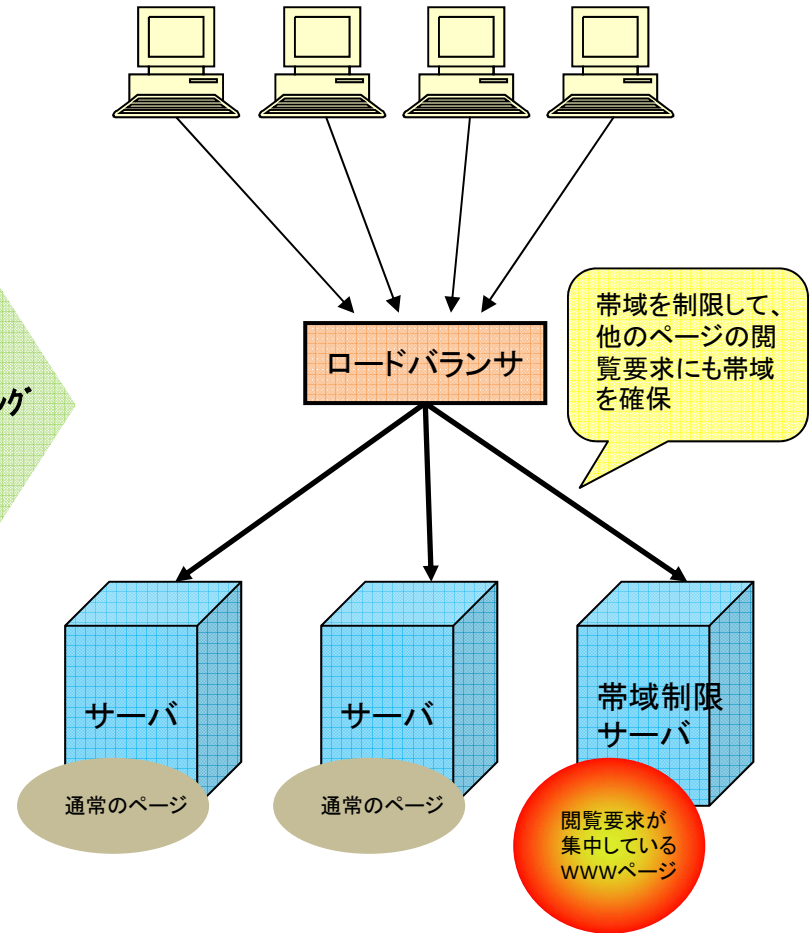 帯域を制限して、
他のページの閲
覧要求にも帯域
を確保
ロードバランサ
ング
サーバ
サーバ
帯域制限
サーバ
通常のページ
通常のページ
閲覧要求が
集中している
WWWページ